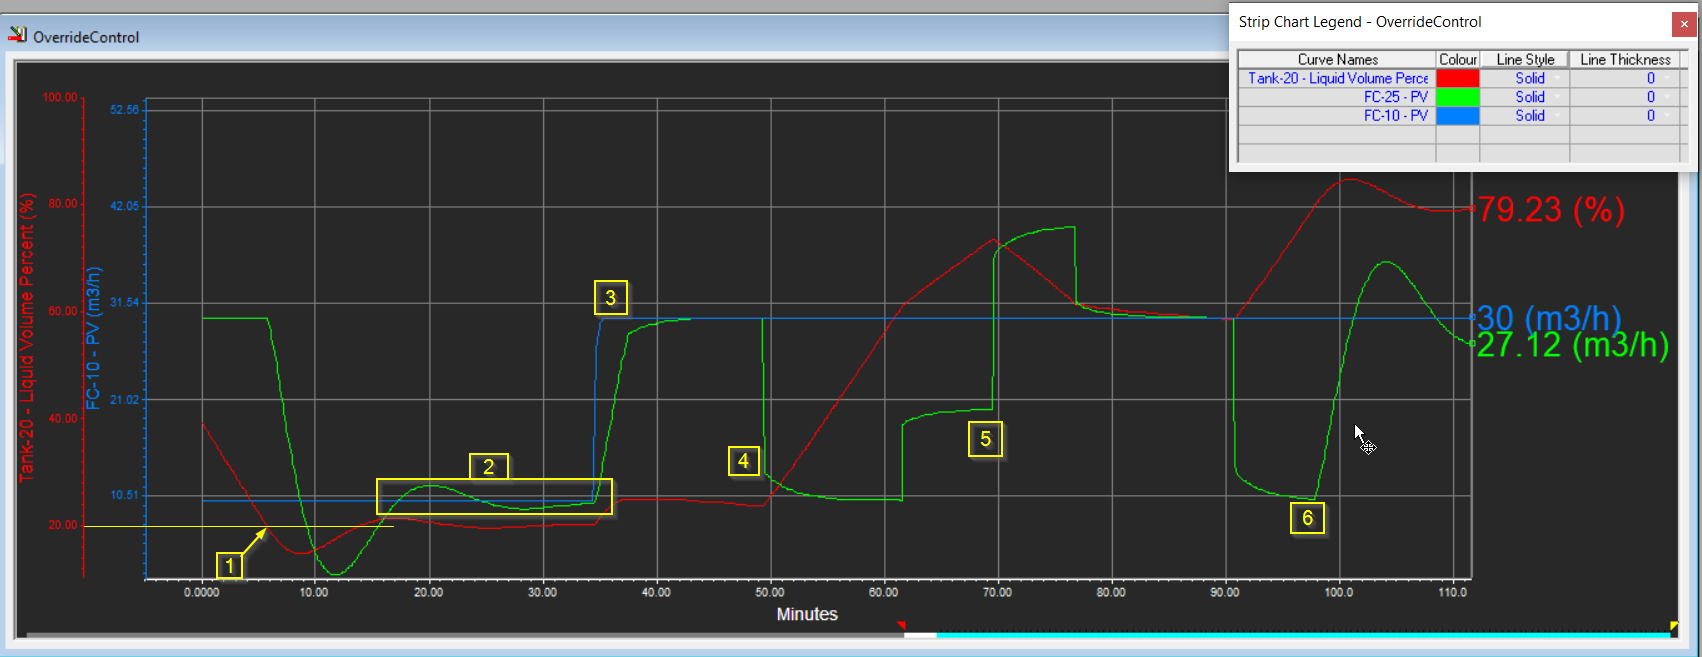 OverrideControl
Strip Chart Legend - OverrideControl
Curve Names Colour Line Style Line Thickness
Tank-20 - Liquid Volume Perce Solid 0
FC-25 - PV Solid 0
FC-10 - PV Solid 0
100.00
80.00
60.00
40.00
20.00
Tank-20 - Liquid Volume Percent (%)
52.56
42.05
31.54
21.02
10.51
FC-10 - PV (m3/h)
1
2
3
4
5
6
79.23 (%)
30 (m3/h)
27.12 (m3/h)
0.0000 10.00 20.00 30.00 40.00 50.00 60.00 70.00 80.00 90.00 100.0 110.0
Minutes